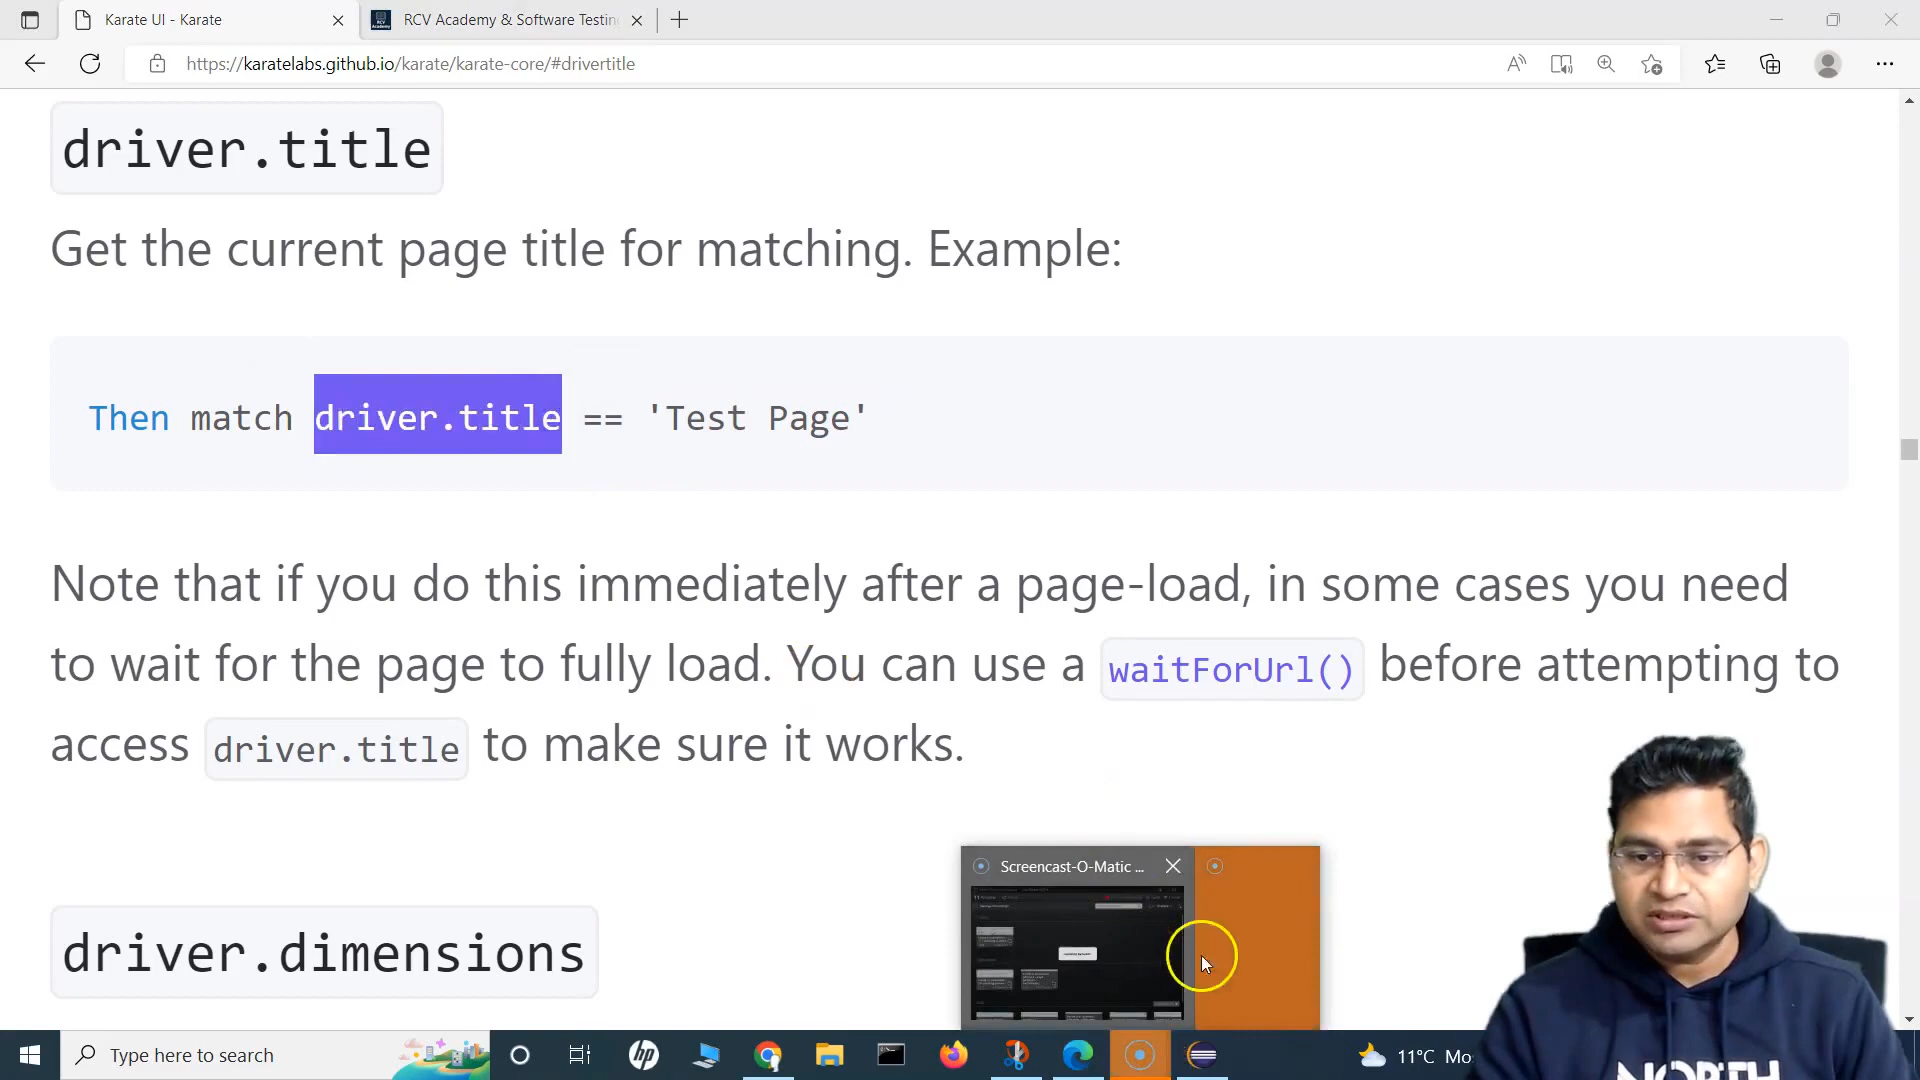 Karate UI - Karate
RCV Academy & Software Testin
https://karatelabs.github.io/karate/karate-core/#drivertitle
driver.title
Get the current page title for matching. Example:
Then match driver.title == 'Test Page'
Note that if you do this immediately after a page-load, in some cases you need
to wait for the page to fully load. You can use a waitForUrl() before attempting to
access driver.title to make sure it works.
driver.dimensions
Screencast-O-Matic ...
Type here to search
hp
11°C Mo
NORTH